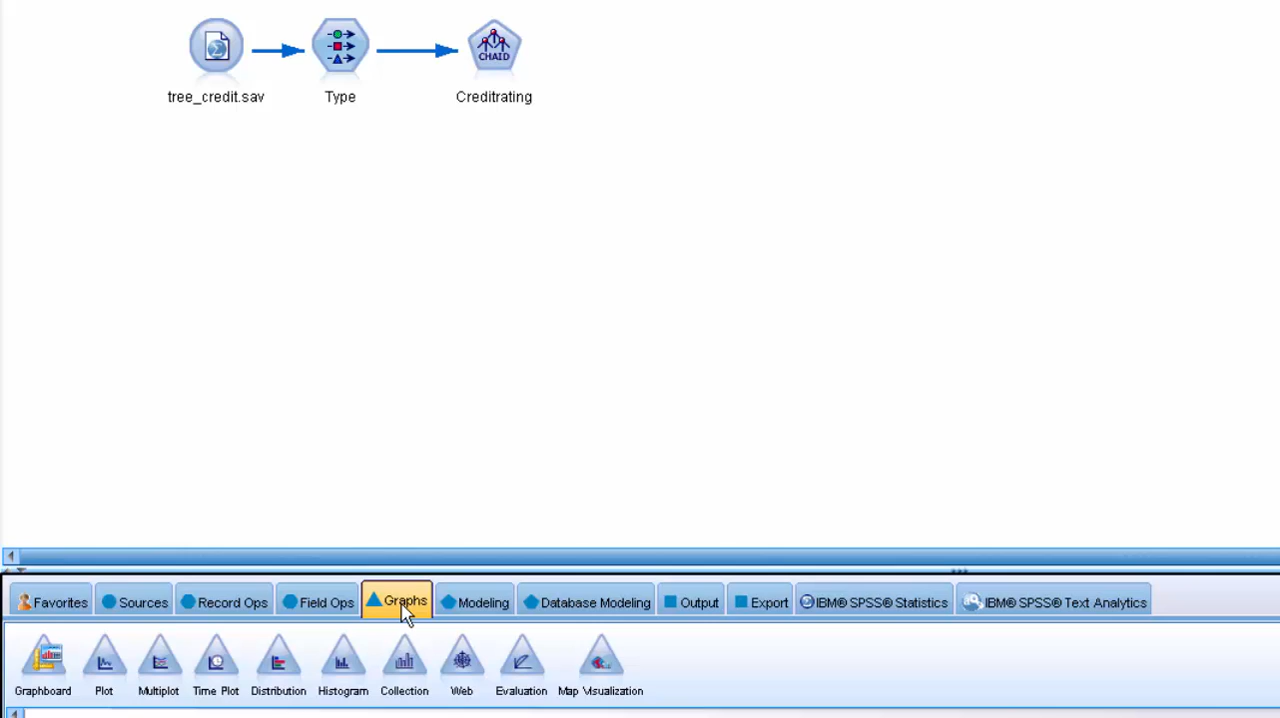 CHAID
tree_credit.sav
Type
Creditrating
Favorites
Sources
Record Ops
Field Ops
Graphs
Modeling
Database Modeling
Output
Export
IBM® SPSS® Statistics
IBM® SPSS® Text Analytics
Graphboard
Plot
Multiplot
Time Plot
Distribution
Histogram
Collection
Web
Evaluation
Map Visualization